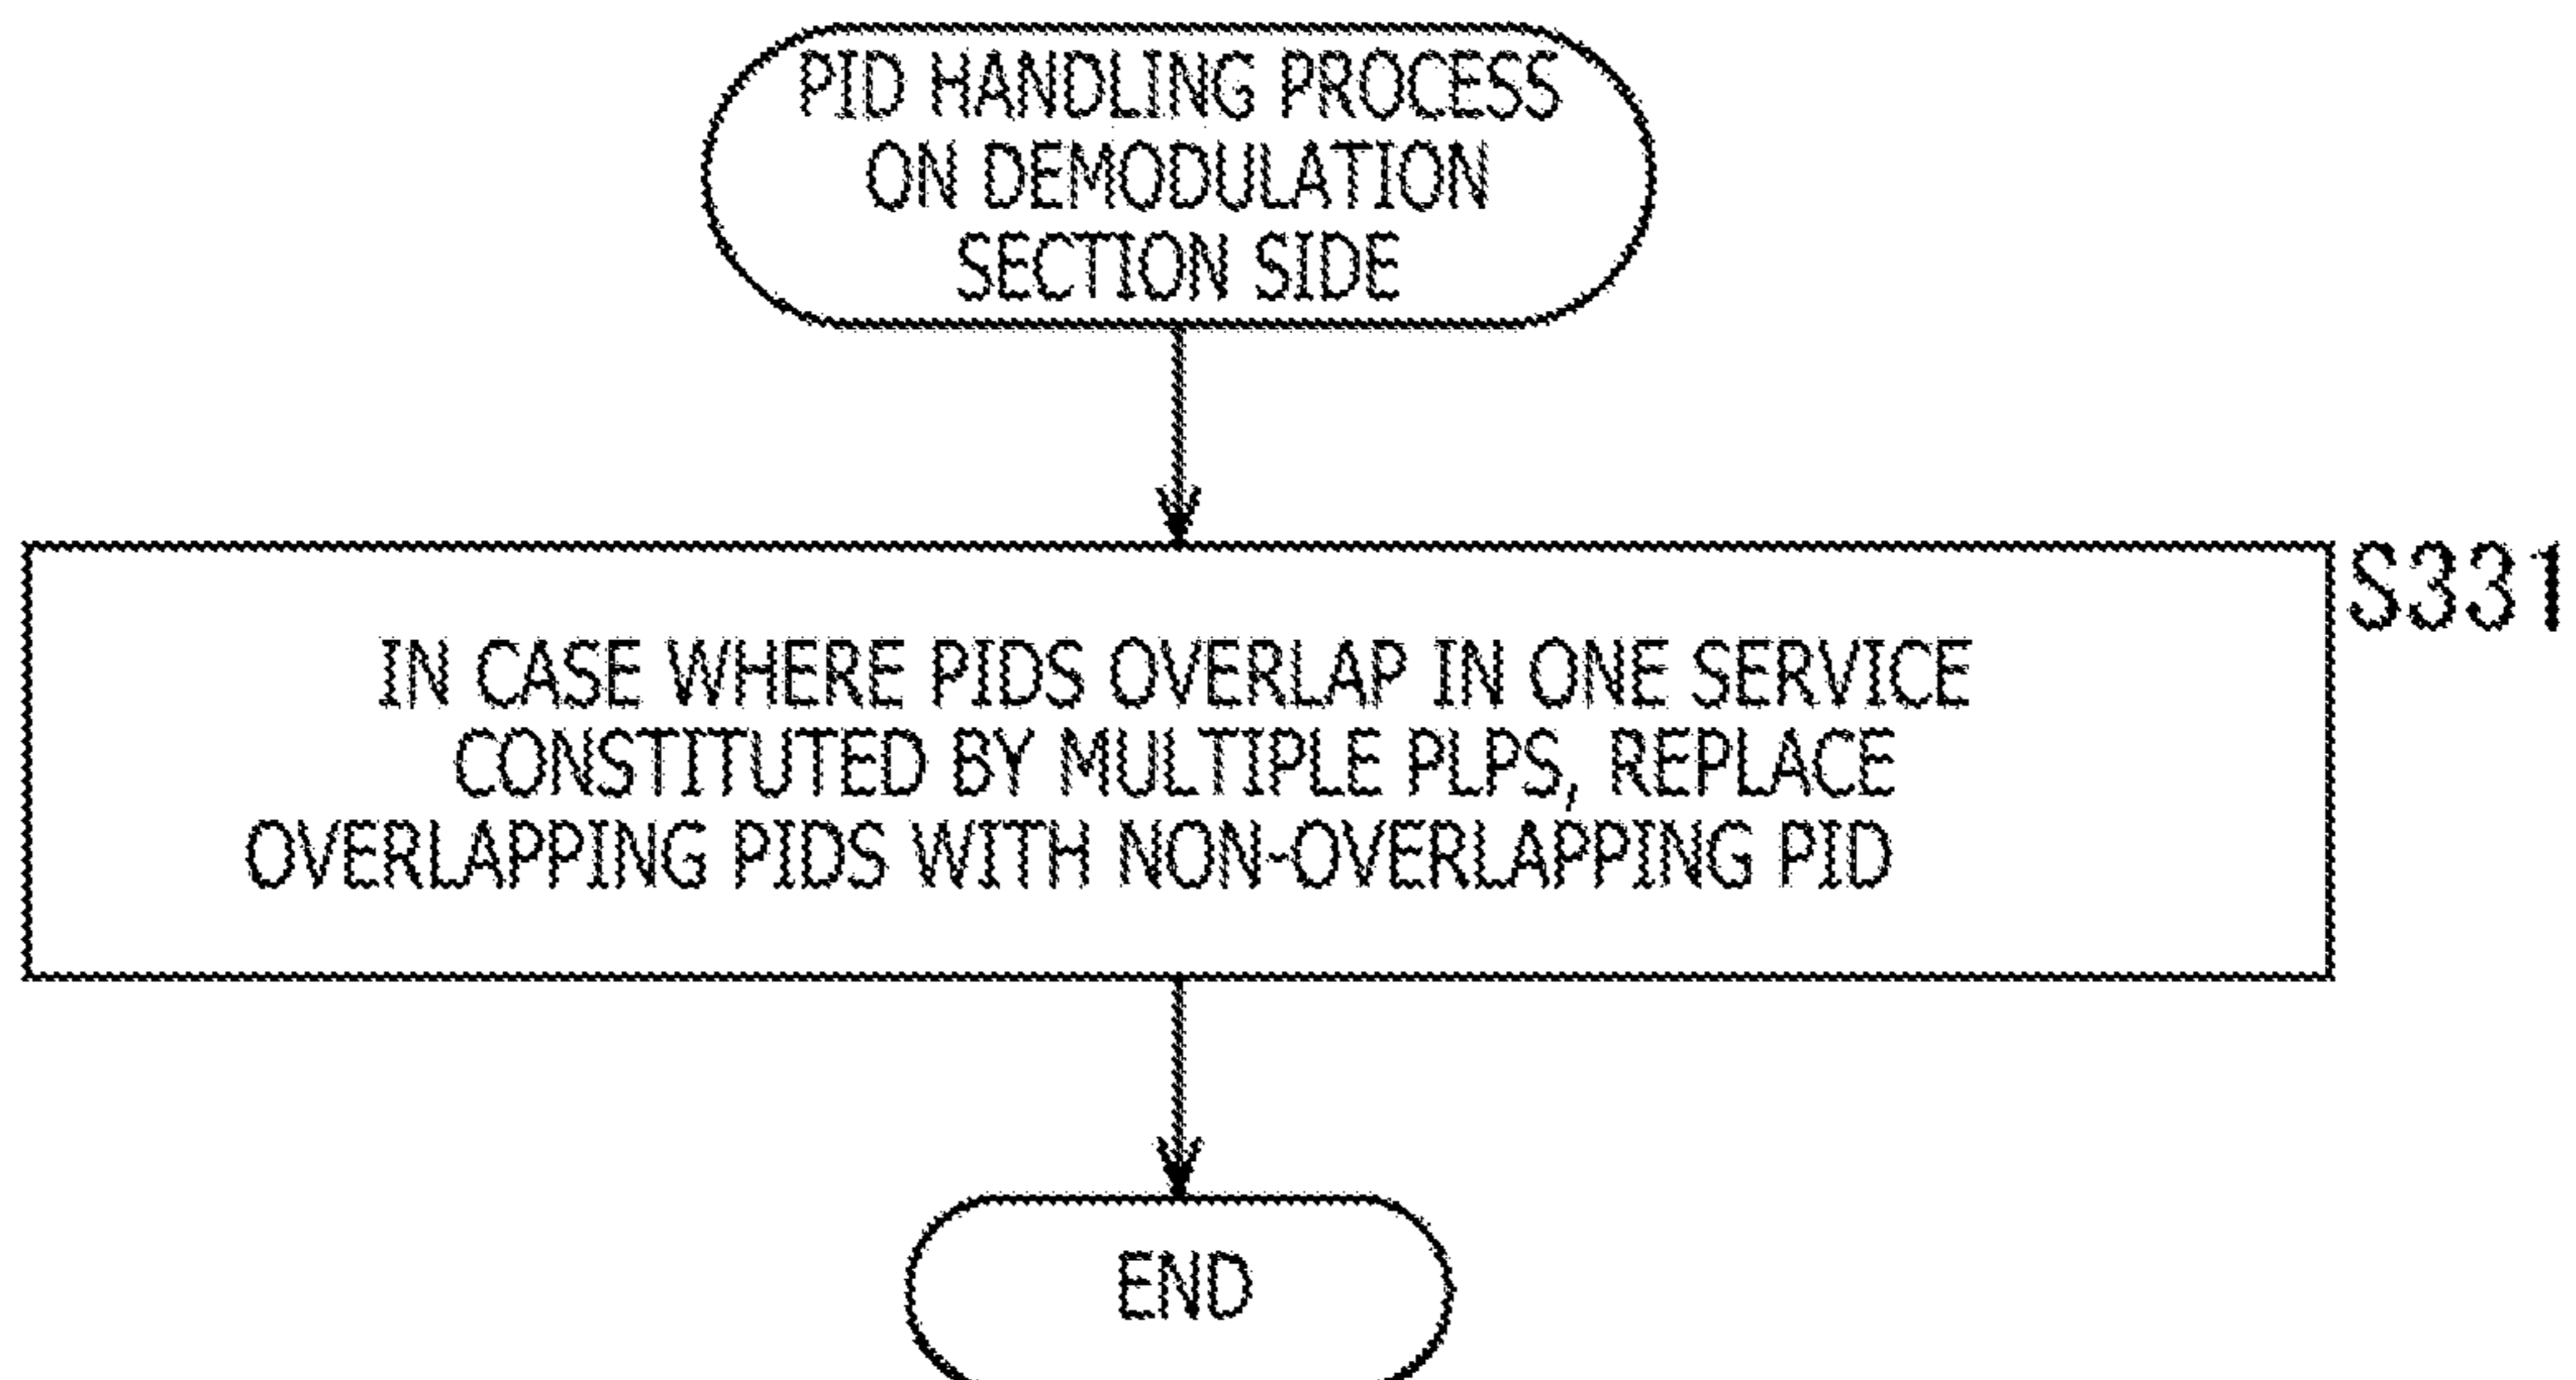 PID HANDLING PROCESS
ON DEMODULATION
SECTION SIDE
S331
IN CASE WHERE PIDS OVERLAP IN ONE SERVICE
CONSTITUTED BY MULTIPLE PLPS, REPLACE
OVERLAPPING PIDS WITH NON-OVERLAPPING PID
END